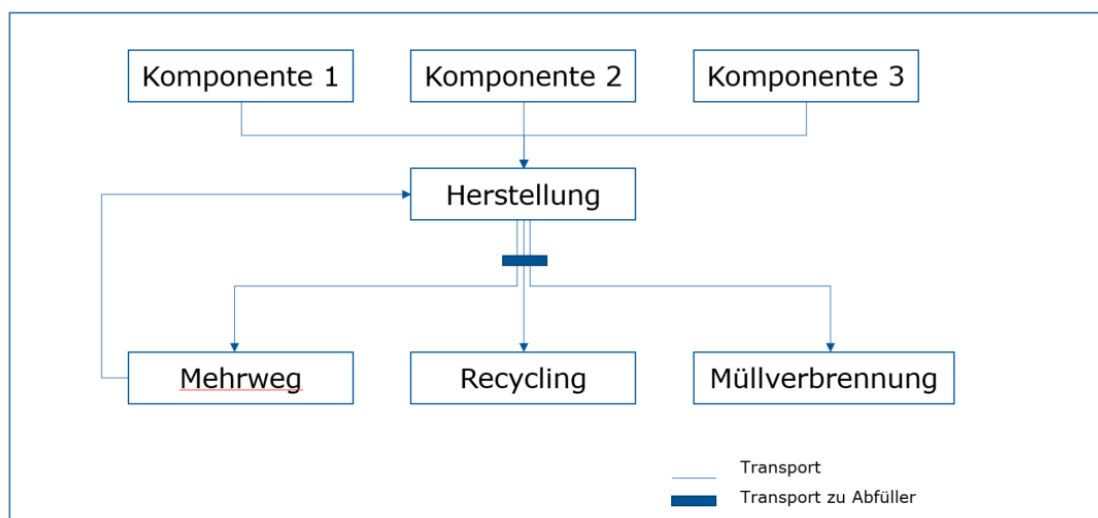 Komponente 1
Komponente 2
Komponente 3
Herstellung
Mehrweg
Recycling
Müllverbrennung
Transport
Transport zu Abfüller